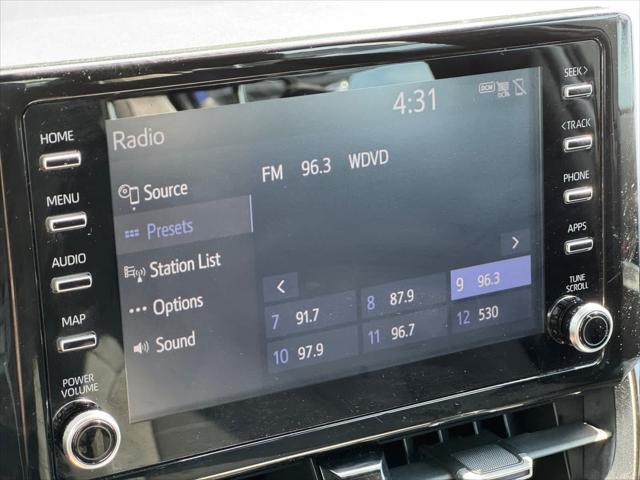 4:31
DCM
Radio
FM 96.3 WDVD
Source
Presets
Station List
Options
Sound
7 91.7
8 87.9
9 96.3
10 97.9
11 96.7
12 530
HOME
MENU
AUDIO
MAP
POWER
VOLUME
SEEK>
<TRACK
PHONE
APPS
TUNE
SCROLL